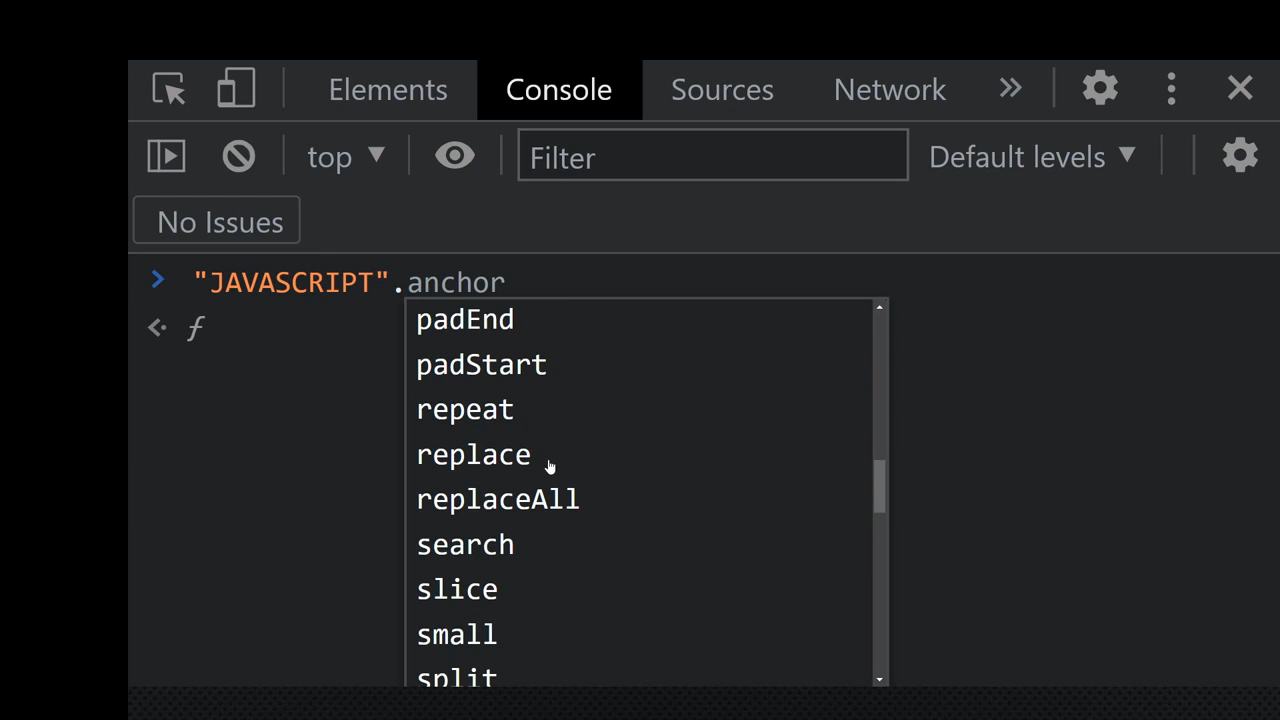 Elements Console Sources Network
top Filter Default levels
No Issues
"JAVASCRIPT".anchor
f
padEnd
padStart
repeat
replace
replaceAll
search
slice
small
split